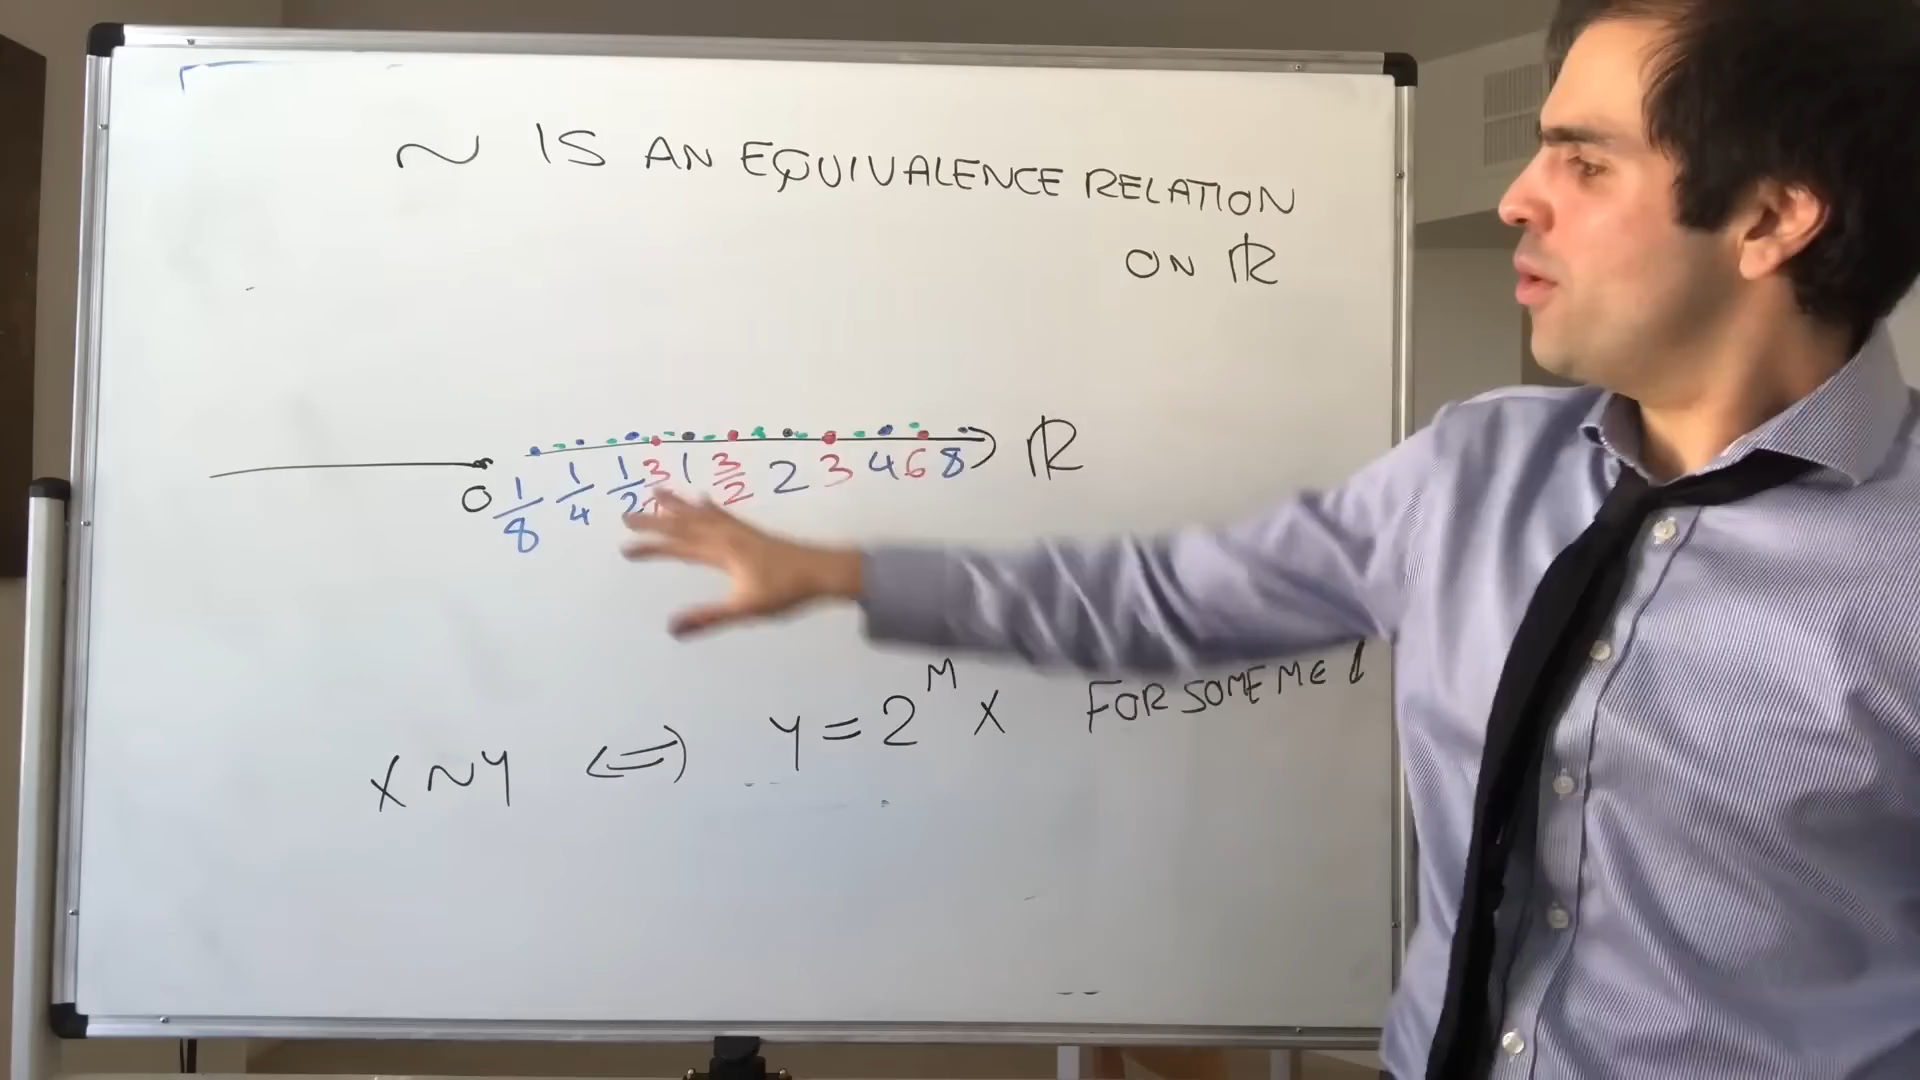 ~ IS AN EQUIVALENCE RELATION
ON ℝ
0 1/8 1/4 1/2 3 1 3/2 2 3 4 6 8 ℝ
x ~ y ⇔ y = 2^M x FOR SOME M ∈